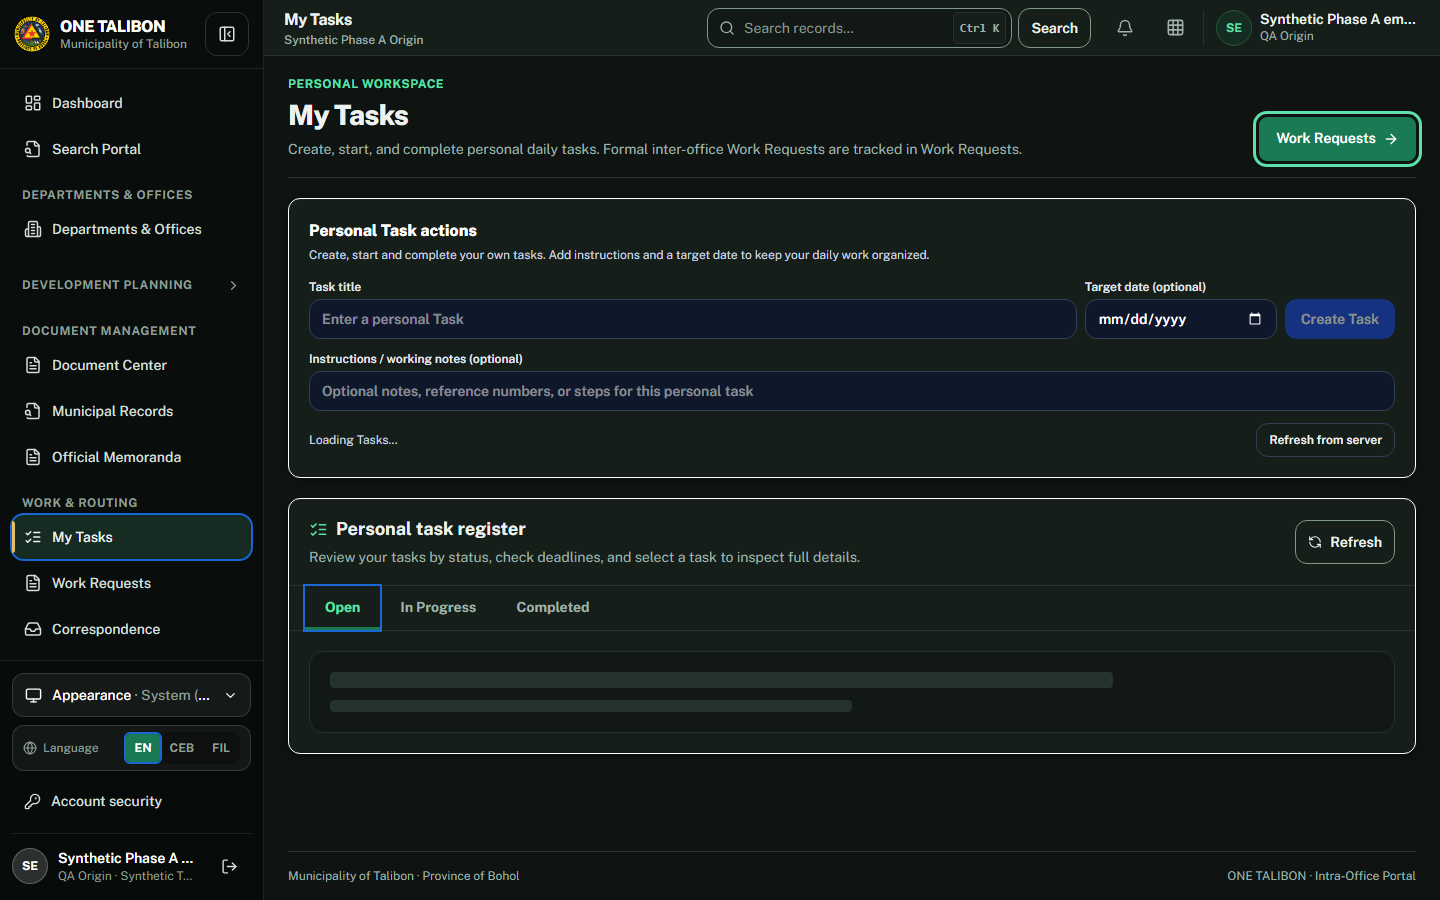 ONE TALIBON
Municipality of Talibon
My Tasks
Synthetic Phase A Origin
Search records...
Ctrl K
Search
SE
Synthetic Phase A em...
QA Origin
Dashboard
Search Portal
DEPARTMENTS & OFFICES
Departments & Offices
DEVELOPMENT PLANNING
DOCUMENT MANAGEMENT
Document Center
Municipal Records
Official Memoranda
WORK & ROUTING
My Tasks
Work Requests
Correspondence
Appearance · System (...
Language
EN
CEB
FIL
Account security
SE
Synthetic Phase A ...
QA Origin · Synthetic T...
PERSONAL WORKSPACE
My Tasks
Create, start, and complete personal daily tasks. Formal inter-office Work Requests are tracked in Work Requests.
Work Requests
Personal Task actions
Create, start and complete your own tasks. Add instructions and a target date to keep your daily work organized.
Task title
Enter a personal Task
Target date (optional)
mm/dd/yyyy
Create Task
Instructions / working notes (optional)
Optional notes, reference numbers, or steps for this personal task
Loading Tasks...
Refresh from server
Personal task register
Review your tasks by status, check deadlines, and select a task to inspect full details.
Refresh
Open
In Progress
Completed
Municipality of Talibon · Province of Bohol
ONE TALIBON · Intra-Office Portal